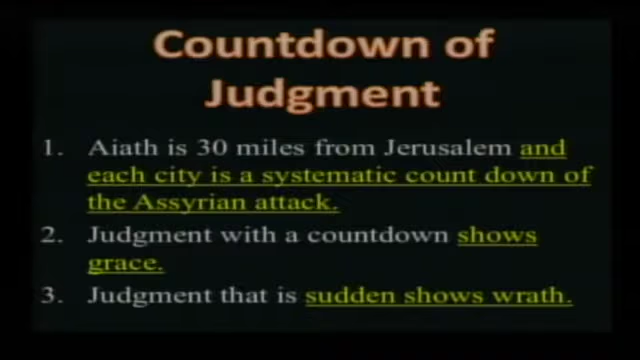 Countdown of
Judgment
1. Aiath is 30 miles from Jerusalem and
each city is a systematic count down of
the Assyrian attack.
2. Judgment with a countdown shows
grace.
3. Judgment that is sudden shows wrath.